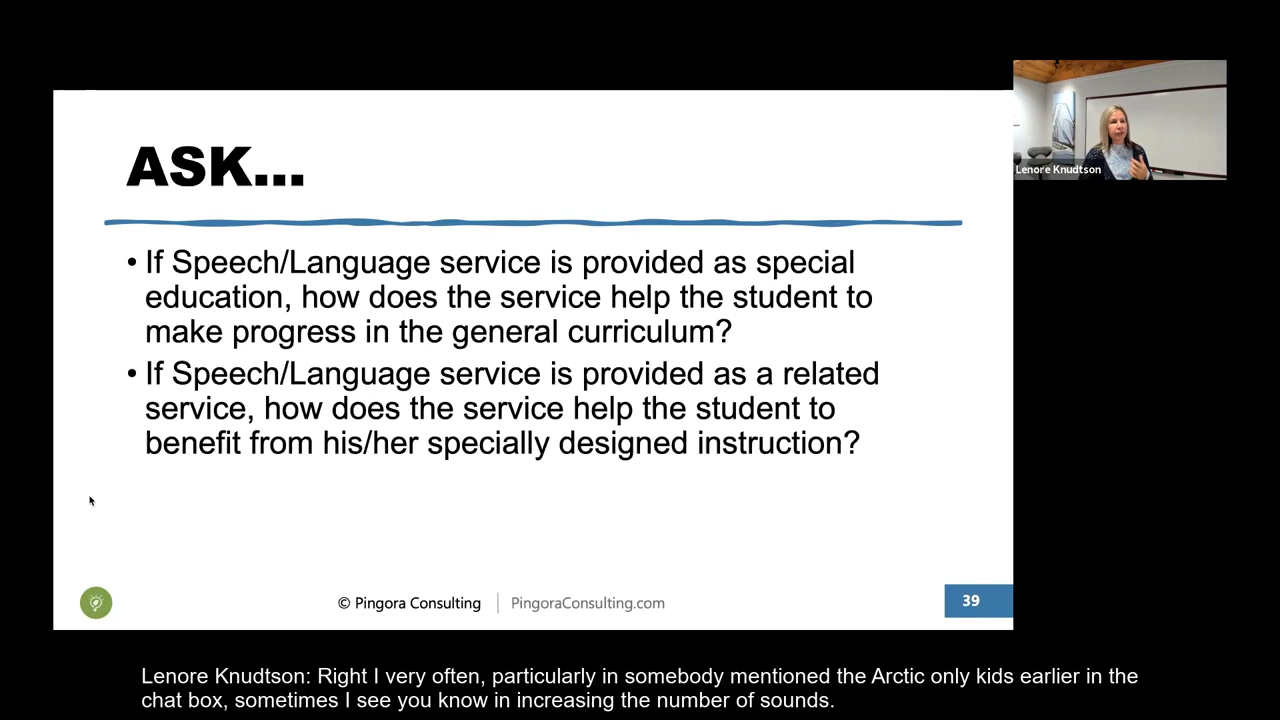 ASK...
• If Speech/Language service is provided as special
education, how does the service help the student to
make progress in the general curriculum?
• If Speech/Language service is provided as a related
service, how does the service help the student to
benefit from his/her specially designed instruction?
© Pingora Consulting | PingoraConsulting.com
39
Lenore Knudtson
Lenore Knudtson: Right I very often, particularly in somebody mentioned the Arctic only kids earlier in the
chat box, sometimes I see you know in increasing the number of sounds.